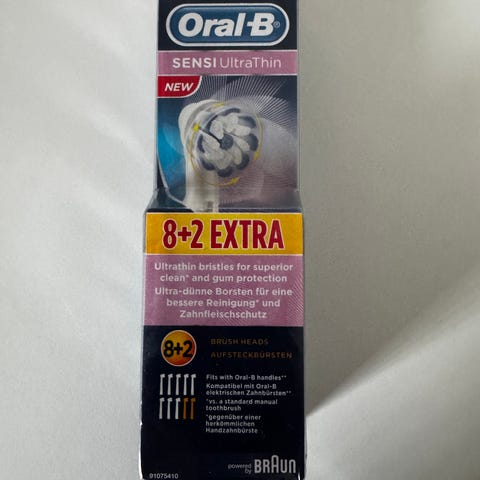 Oral-B®
SENSI UltraThin
NEW
8+2 EXTRA
Ultrathin bristles for superior
clean* and gum protection
Ultra-dünne Borsten für eine
bessere Reinigung* und
Zahnfleischschutz
8+2
BRUSH HEADS
AUFSTECKBÜRSTEN
Fits with Oral-B handles**
Kompatibel mit Oral-B
elektrischen Zahnbürsten**
*vs. a standard manual
toothbrush
*gegenüber einer
herkömmlichen
Handzahnbürste
91075410
powered by BRAUN